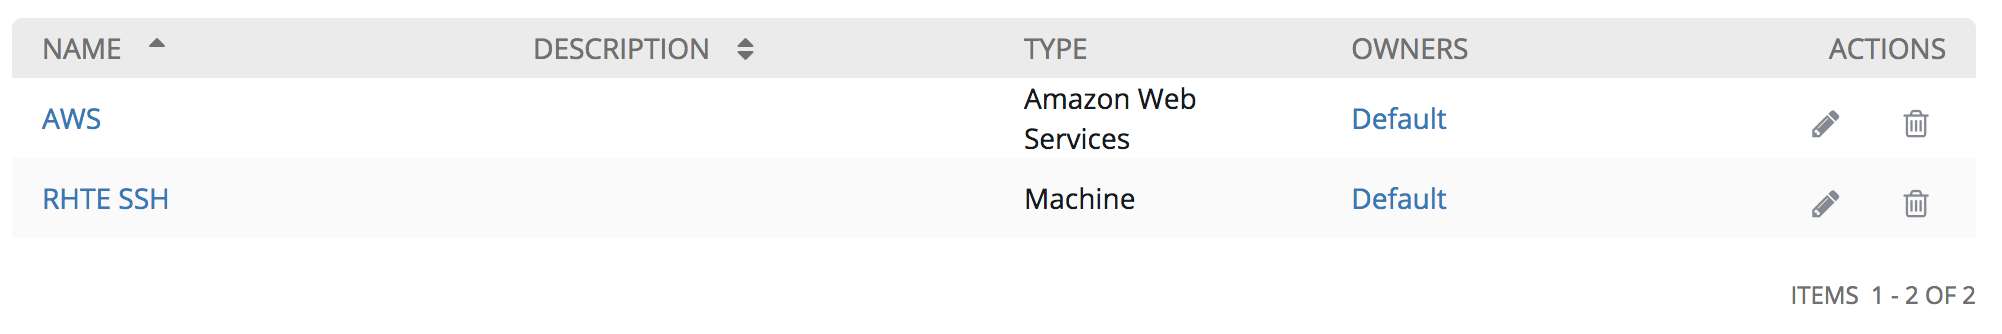 NAME DESCRIPTION TYPE OWNERS ACTIONS
AWS Amazon Web Services Default
RHTE SSH Machine Default
ITEMS 1 - 2 OF 2